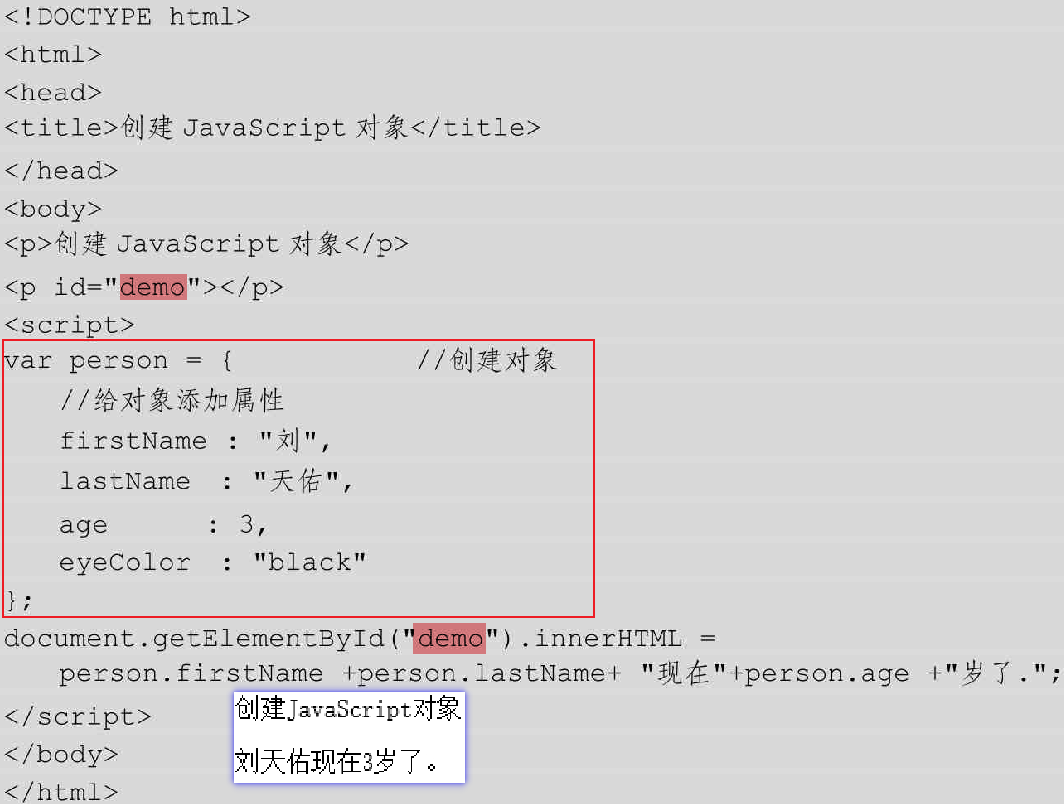 <!DOCTYPE html>
<html>
<head>
<title>创建 JavaScript 对象</title>
</head>
<body>
<p>创建 JavaScript 对象</p>
<p id="demo"></p>
<script>
var person = { //创建对象
//给对象添加属性
firstName : "刘",
lastName : "天佑",
age : 3,
eyeColor : "black"
};
document.getElementById("demo").innerHTML =
person.firstName +person.lastName+ "现在"+person.age +"岁了.";
</script>
创建JavaScript对象
</body>
刘天佑现在3岁了。
</html>